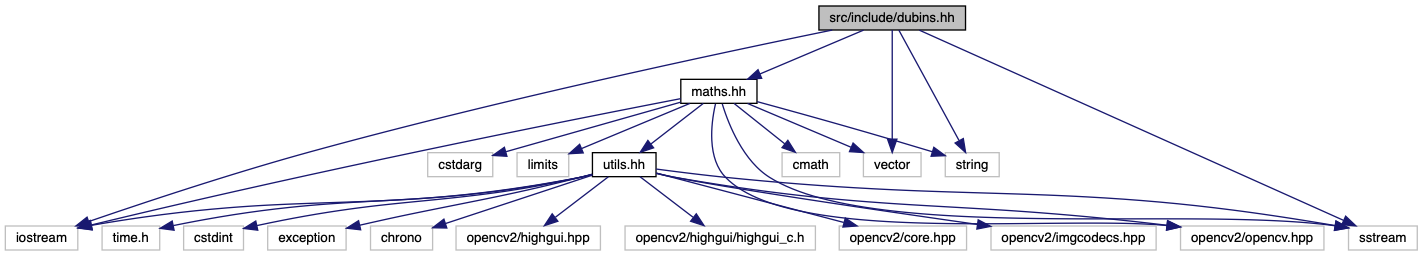 src/include/dubins.hh
maths.hh
cstdarg
limits
utils.hh
cmath
vector
string
iostream
time.h
cstdint
exception
chrono
opencv2/highgui.hpp
opencv2/highgui/highgui_c.h
opencv2/core.hpp
opencv2/imgcodecs.hpp
opencv2/opencv.hpp
sstream